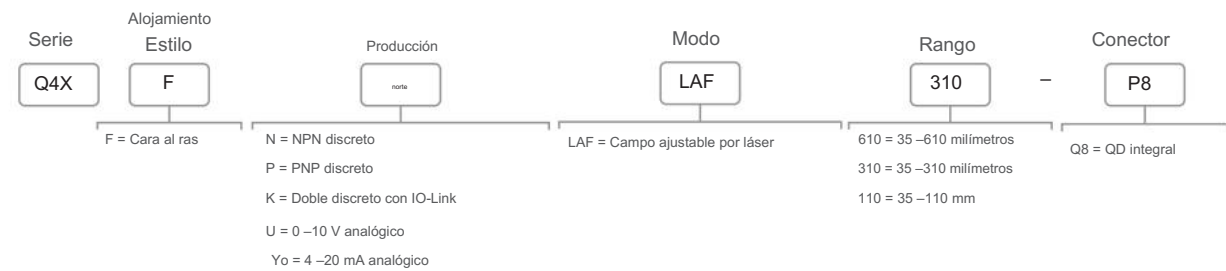 Serie
Alojamiento
Estilo
Producción
Modo
Rango
Conector
Q4X
F
norte
LAF
310
–
P8
F = Cara al ras
N = NPN discreto
P = PNP discreto
K = Doble discreto con IO-Link
U = 0 –10 V analógico
Yo = 4 –20 mA analógico
LAF = Campo ajustable por láser
610 = 35 –610 milímetros
310 = 35 –310 milímetros
110 = 35 –110 mm
Q8 = QD integral